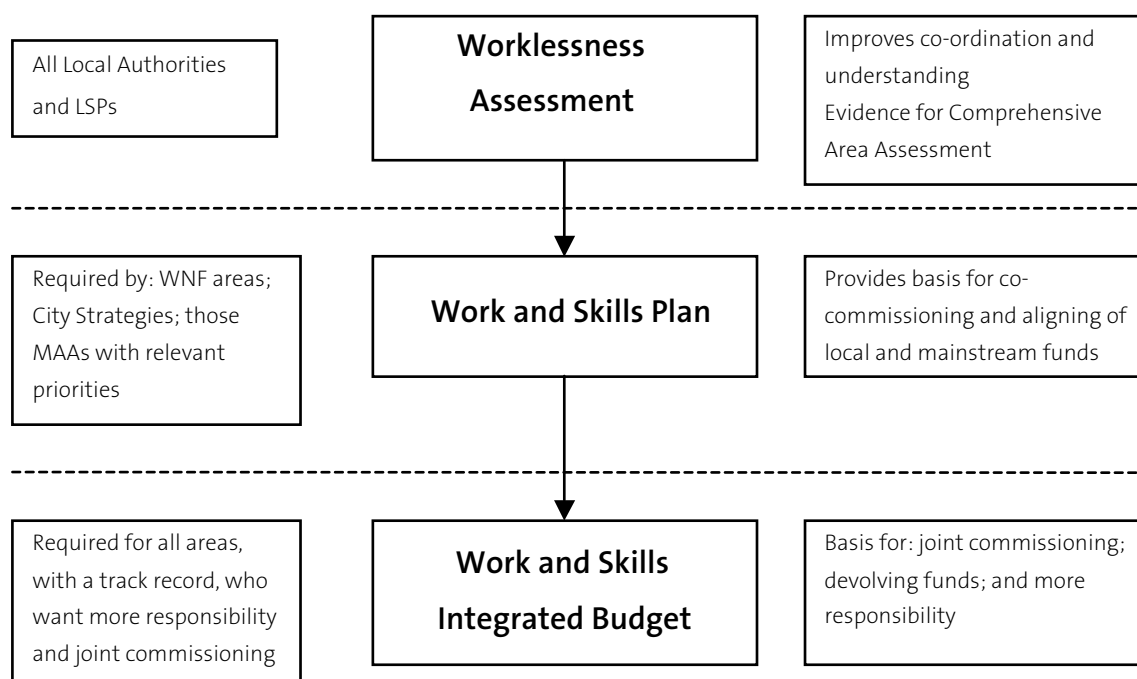 All Local Authorities
and LSPs
Worklessness
Assessment
Improves co-ordination and
understanding
Evidence for Comprehensive
Area Assessment
Required by: WNF areas;
City Strategies; those
MAAs with relevant
priorities
Work and Skills Plan
Provides basis for co-
commissioning and aligning of
local and mainstream funds
Required for all areas,
with a track record, who
want more responsibility
and joint commissioning
Work and Skills
Integrated Budget
Basis for: joint commissioning;
devolving funds; and more
responsibility